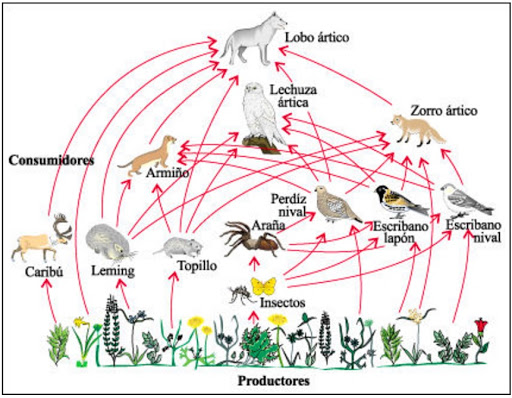 Lobo ártico
Lechuza
ártica
Zorro ártico
Consumidores
Armiño
Perdíz
nival
Araña
Escribano
lapón
Escribano
nival
Caribú
Leming
Topillo
Insectos
Productores